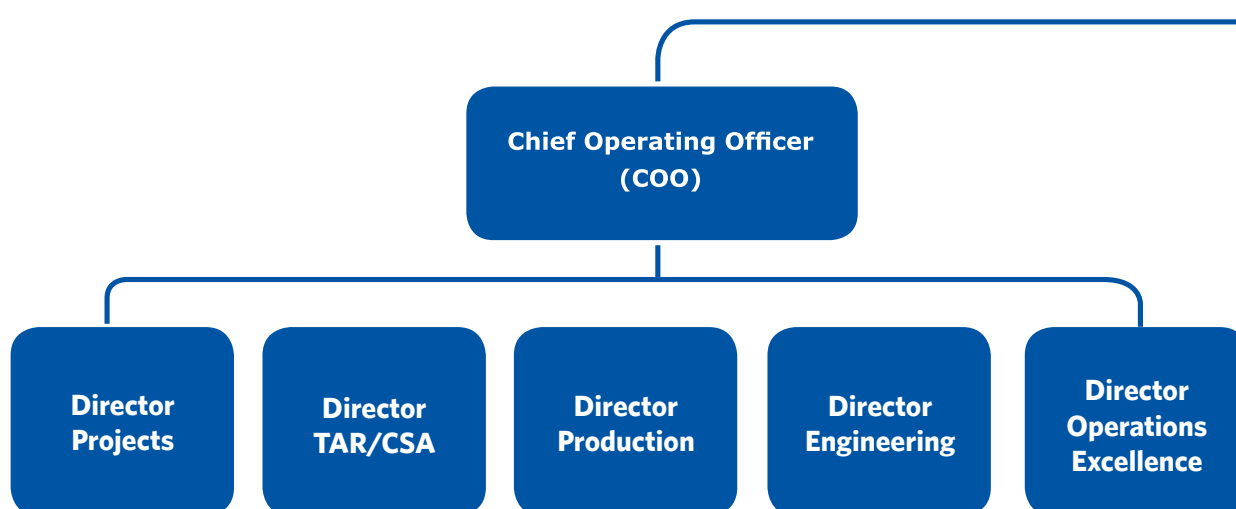 Chief Operating Officer
(COO)
Director
Projects
Director
TAR/CSA
Director
Production
Director
Engineering
Director
Operations
Excellence